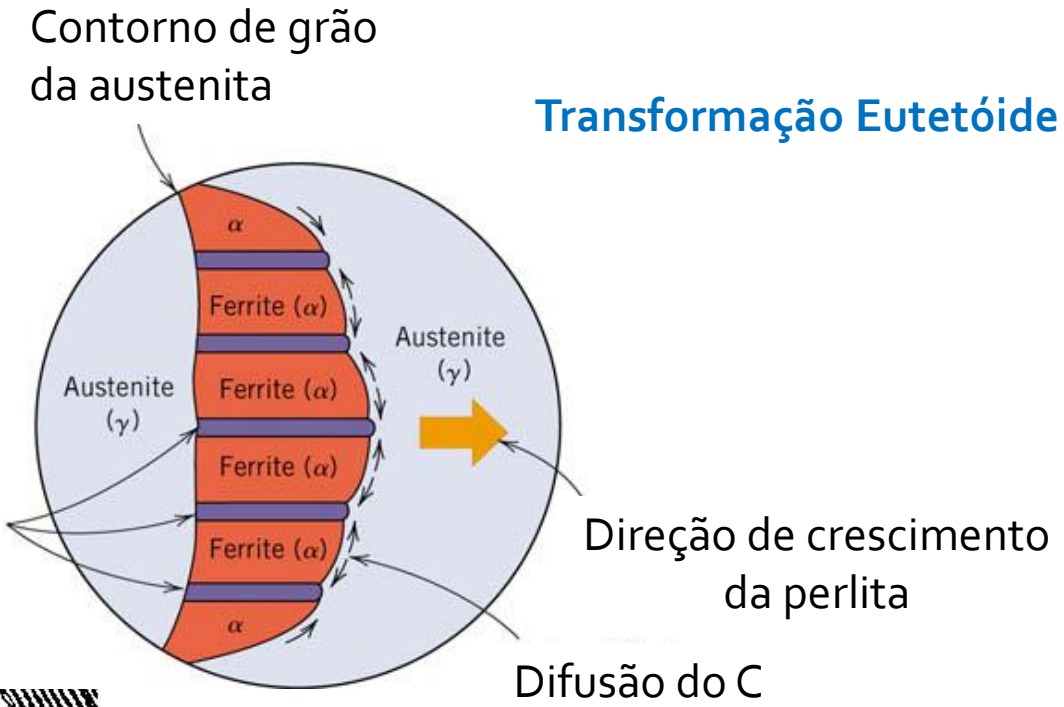 Contorno de grão
da austenita
Transformação Eutetóide
α
Ferrite (α)
Austenite
(γ)
Austenite
(γ)
Ferrite (α)
Ferrite (α)
Ferrite (α)
α
Direção de crescimento
da perlita
Difusão do C